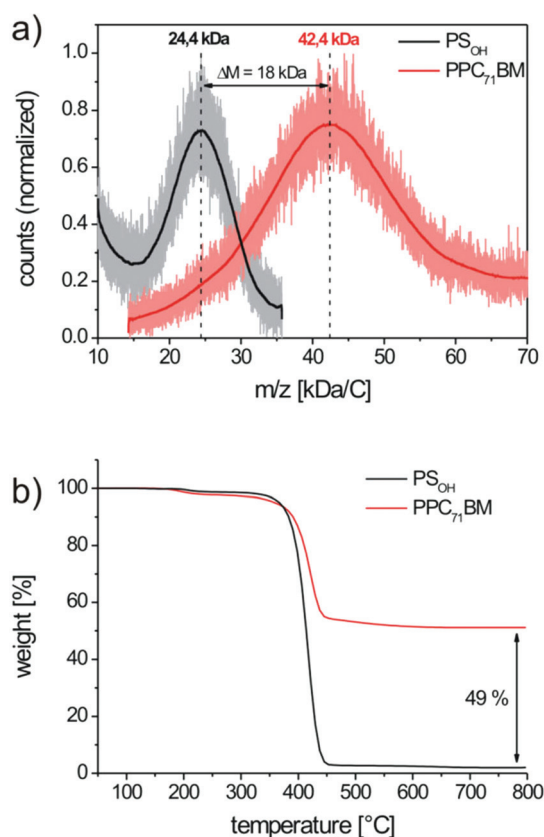 a)
24,4 kDa
42,4 kDa
PS_OH
PPC₇₁BM
ΔM = 18 kDa
1.0
0.8
0.6
0.4
0.2
0.0
counts (normalized)
10 20 30 40 50 60 70
m/z [kDa/C]
b)
PS_OH
PPC₇₁BM
100
80
60
40
20
0
weight [%]
49 %
100 200 300 400 500 600 700 800
temperature [°C]